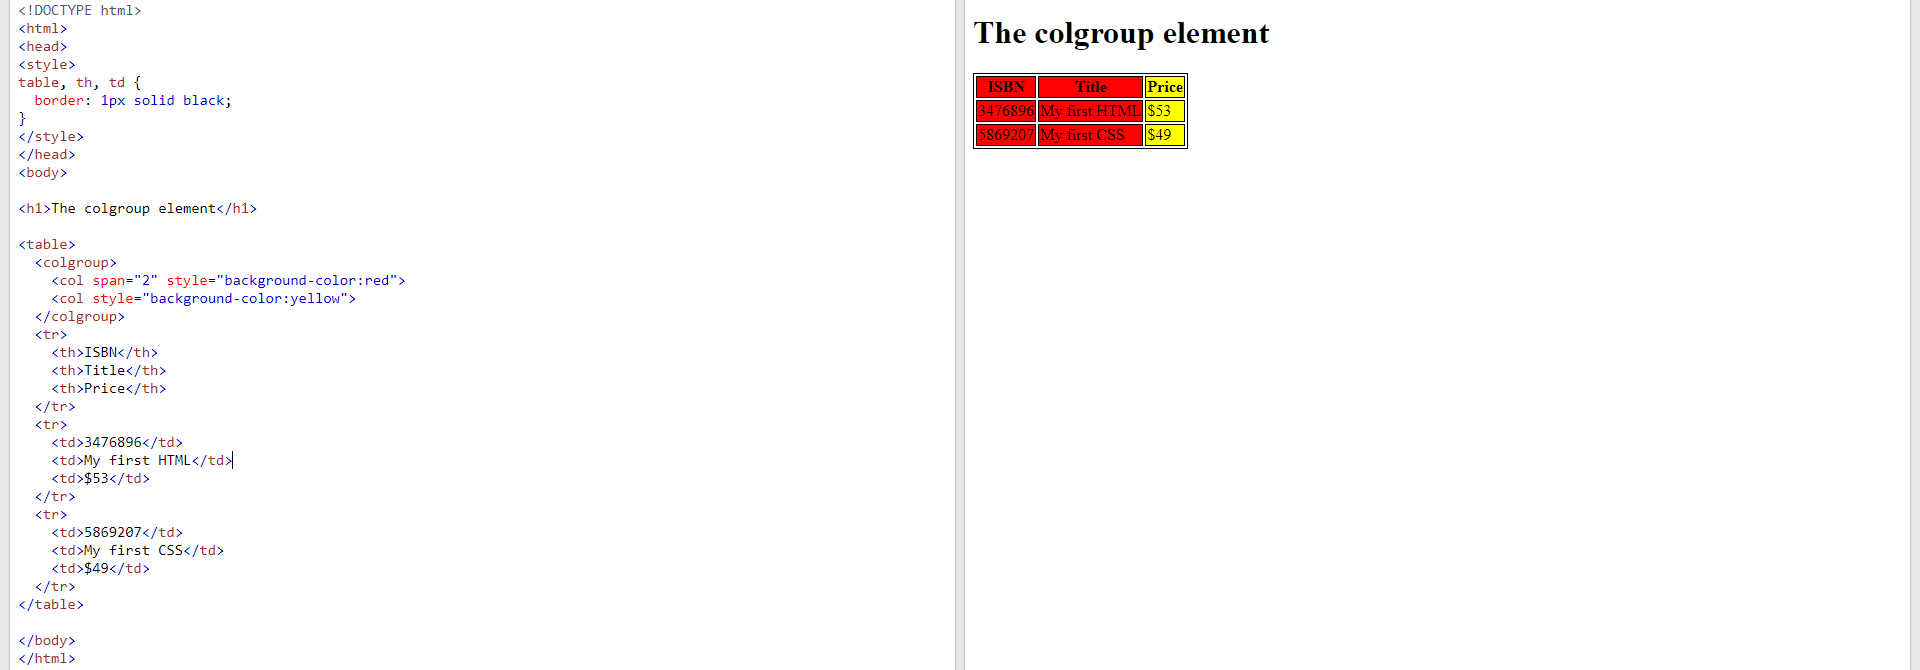 <!DOCTYPE html>
<html>
<head>
<style>
table, th, td {
  border: 1px solid black;
}
</style>
</head>
<body>

<h1>The colgroup element</h1>

<table>
  <colgroup>
    <col span="2" style="background-color:red">
    <col style="background-color:yellow">
  </colgroup>
  <tr>
    <th>ISBN</th>
    <th>Title</th>
    <th>Price</th>
  </tr>
  <tr>
    <td>3476896</td>
    <td>My first HTML</td>
    <td>$53</td>
  </tr>
  <tr>
    <td>5869207</td>
    <td>My first CSS</td>
    <td>$49</td>
  </tr>
</table>

</body>
</html>
The colgroup element
ISBN Title Price
3476896 My first HTML $53
5869207 My first CSS $49